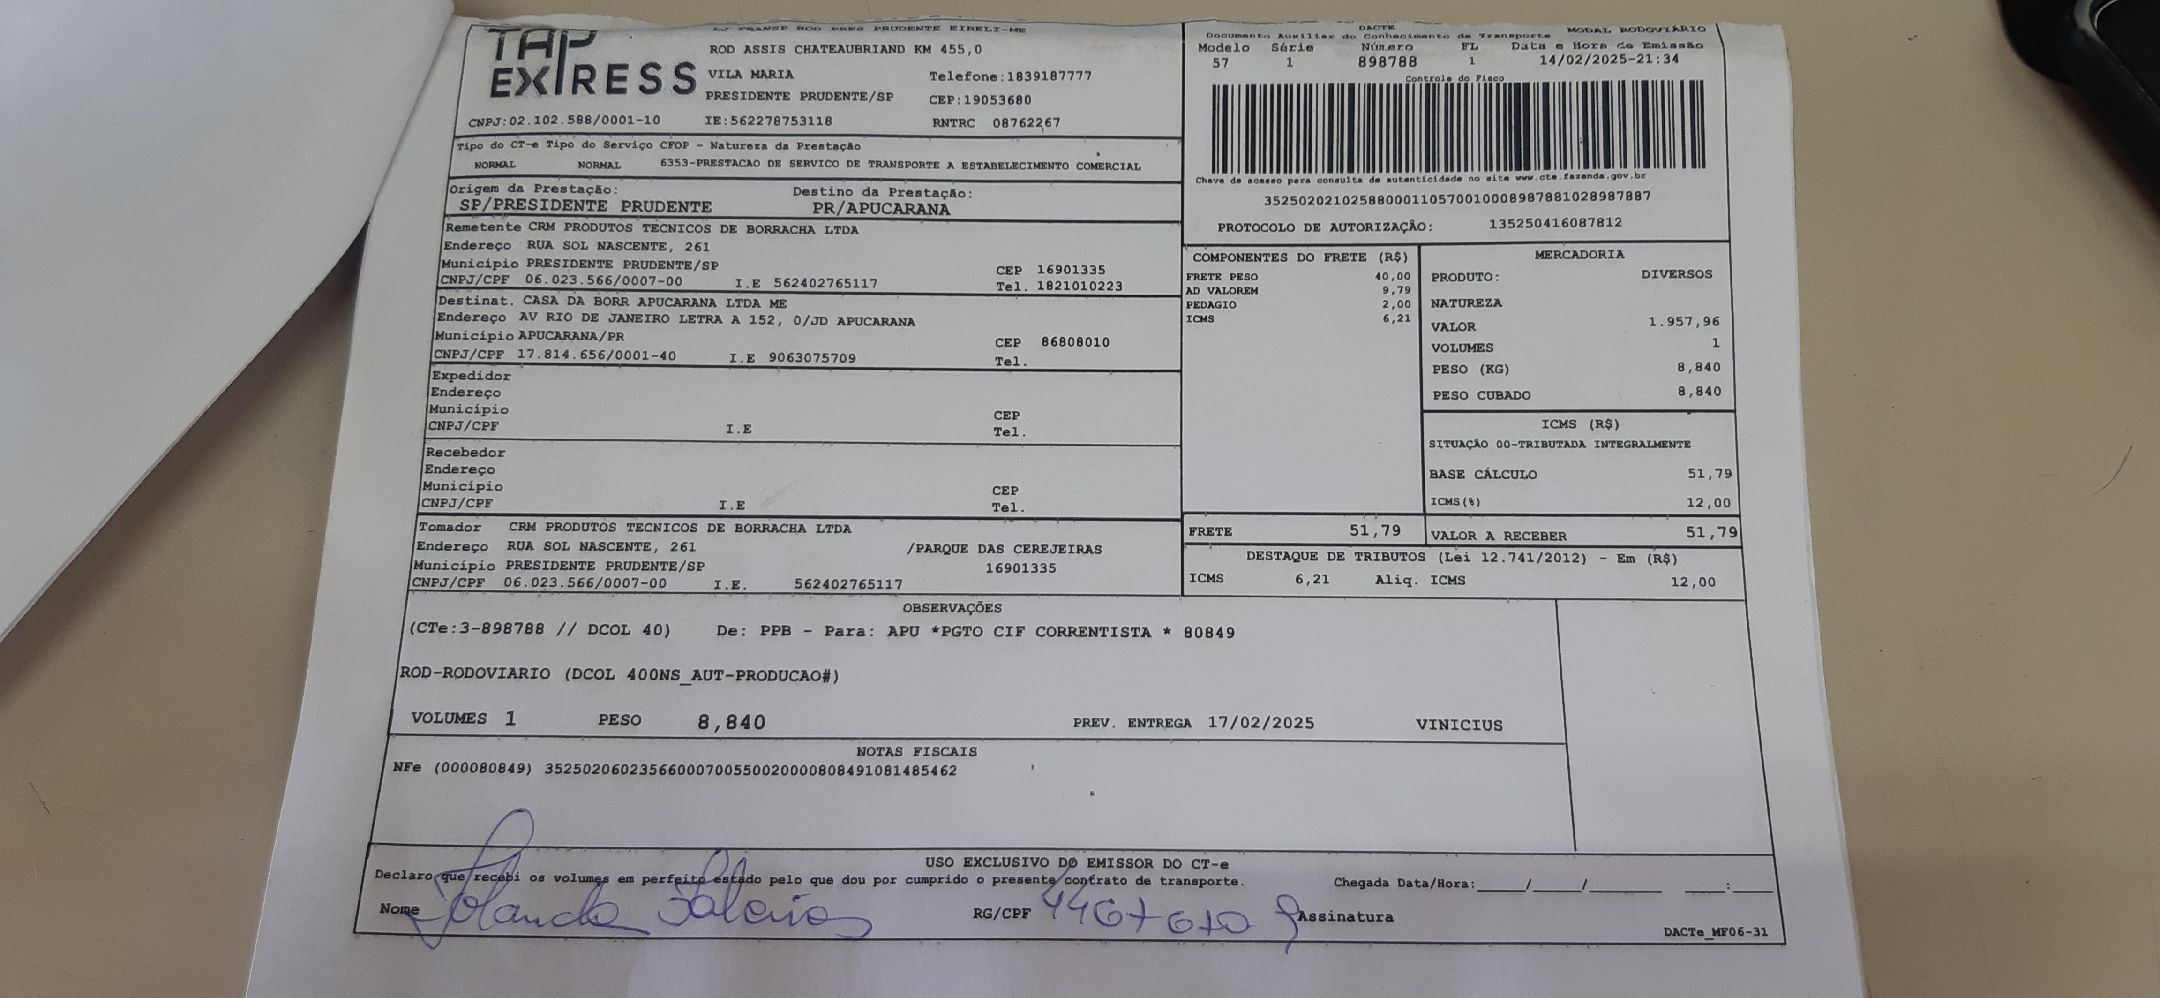 TAP EXPRESS
TRANSP ROD PRES PRUDENTE EIRELI-ME
ROD ASSIS CHATEAUBRIAND KM 455,0
VILA MARIA Telefone:1839187777
PRESIDENTE PRUDENTE/SP CEP:19053680
CNPJ:02.102.588/0001-10 IE:562278753118 RNTRC 08762267
DACTE MODAL RODOVIÁRIO
Documento Auxiliar do Conhecimento de Transporte
Modelo Série Número FL Data e Hora de Emissão
57 1 898788 1 14/02/2025-21:34
Controle do Fisco
Chave de acesso para consulta de autenticidade no site www.cte.fazenda.gov.br
35250202102588000110570010008987881028987887
PROTOCOLO DE AUTORIZAÇÃO: 135250416087812
Tipo do CT-e Tipo do Serviço CFOP - Natureza da Prestação
NORMAL NORMAL 6353-PRESTACAO DE SERVICO DE TRANSPORTE A ESTABELECIMENTO COMERCIAL
Origem da Prestação: Destino da Prestação:
SP/PRESIDENTE PRUDENTE PR/APUCARANA
Remetente CRM PRODUTOS TECNICOS DE BORRACHA LTDA
Endereço RUA SOL NASCENTE, 261
Município PRESIDENTE PRUDENTE/SP CEP 16901335
CNPJ/CPF 06.023.566/0007-00 I.E 562402765117 Tel. 1821010223
Destinat. CASA DA BORR APUCARANA LTDA ME
Endereço AV RIO DE JANEIRO LETRA A 152, 0/JD APUCARANA
Município APUCARANA/PR CEP 86808010
CNPJ/CPF 17.814.656/0001-40 I.E 9063075709 Tel.
Expedidor
Endereço
Município CEP
CNPJ/CPF I.E Tel.
Recebedor
Endereço
Município CEP
CNPJ/CPF I.E Tel.
Tomador CRM PRODUTOS TECNICOS DE BORRACHA LTDA
Endereço RUA SOL NASCENTE, 261 /PARQUE DAS CEREJEIRAS
Município PRESIDENTE PRUDENTE/SP 16901335
CNPJ/CPF 06.023.566/0007-00 I.E. 562402765117
COMPONENTES DO FRETE (R$)
FRETE PESO 40,00
AD VALOREM 9,79
PEDAGIO 2,00
ICMS 6,21
MERCADORIA
PRODUTO: DIVERSOS
NATUREZA
VALOR 1.957,96
VOLUMES 1
PESO (KG) 8,840
PESO CUBADO 8,840
ICMS (R$)
SITUAÇÃO 00-TRIBUTADA INTEGRALMENTE
BASE CÁLCULO 51,79
ICMS(%) 12,00
FRETE 51,79 VALOR A RECEBER 51,79
DESTAQUE DE TRIBUTOS (Lei 12.741/2012) - Em (R$)
ICMS 6,21 Aliq. ICMS 12,00
OBSERVAÇÕES
(CTe:3-898788 // DCOL 40) De: PPB - Para: APU *PGTO CIF CORRENTISTA * 80849
ROD-RODOVIARIO (DCOL 400NS_AUT-PRODUCAO#)
VOLUMES 1 PESO 8,840 PREV. ENTREGA 17/02/2025 VINICIUS
NOTAS FISCAIS
NFe (000080849) 35250206023566000700550020000808491081485462
USO EXCLUSIVO DO EMISSOR DO CT-e
Declaro que recebi os volumes em perfeito estado pelo que dou por cumprido o presente contrato de transporte. Chegada Data/Hora:____/____/______ ___:___
Nome RG/CPF Assinatura
DACTe_MF06-31